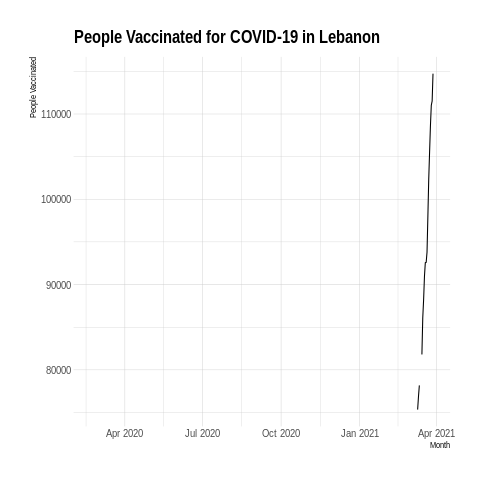 People Vaccinated for COVID-19 in Lebanon
People Vaccinated
110000
100000
90000
80000
Apr 2020 Jul 2020 Oct 2020 Jan 2021 Apr 2021
Month